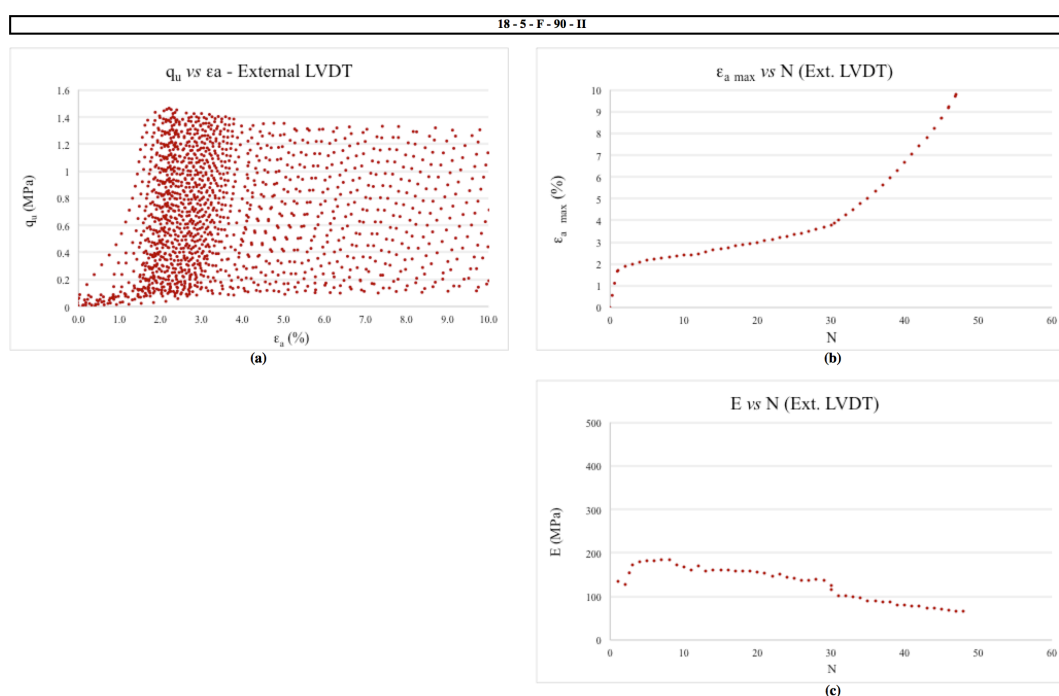 18 - 5 - F - 90 - II
qu vs εa - External LVDT
1.6
1.4
1.2
1
0.8
0.6
0.4
0.2
0
qu (MPa)
0.0 1.0 2.0 3.0 4.0 5.0 6.0 7.0 8.0 9.0 10.0
εa (%)
(a)
εa max vs N (Ext. LVDT)
10
9
8
7
6
5
4
3
2
1
0
εa max (%)
0 10 20 30 40 50 60
N
(b)
E vs N (Ext. LVDT)
500
400
300
200
100
0
E (MPa)
0 10 20 30 40 50 60
N
(c)